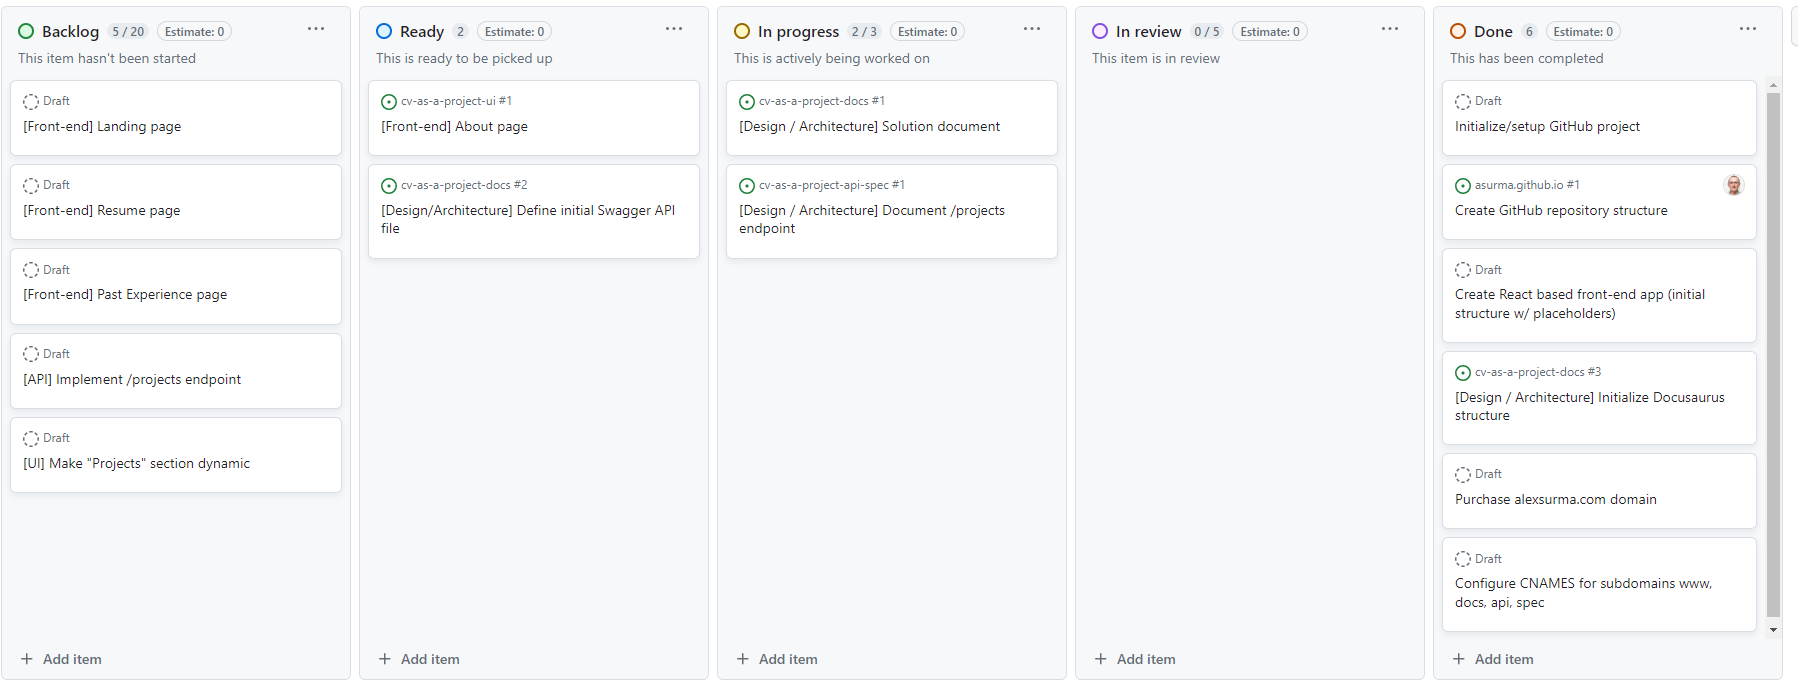 Backlog 5 / 20 Estimate: 0
This item hasn't been started
Draft
[Front-end] Landing page
Draft
[Front-end] Resume page
Draft
[Front-end] Past Experience page
Draft
[API] Implement /projects endpoint
Draft
[UI] Make "Projects" section dynamic
Add item
Ready 2 Estimate: 0
This is ready to be picked up
cv-as-a-project-ui #1
[Front-end] About page
cv-as-a-project-docs #2
[Design/Architecture] Define initial Swagger API
file
Add item
In progress 2 / 3 Estimate: 0
This is actively being worked on
cv-as-a-project-docs #1
[Design / Architecture] Solution document
cv-as-a-project-api-spec #1
[Design / Architecture] Document /projects
endpoint
Add item
In review 0 / 5 Estimate: 0
This item is in review
Add item
Done 6 Estimate: 0
This has been completed
Draft
Initialize/setup GitHub project
asurma.github.io #1
Create GitHub repository structure
Draft
Create React based front-end app (initial
structure w/ placeholders)
cv-as-a-project-docs #3
[Design / Architecture] Initialize Docusaurus
structure
Draft
Purchase alexsurma.com domain
Draft
Configure CNAMES for subdomains www,
docs, api, spec
Add item